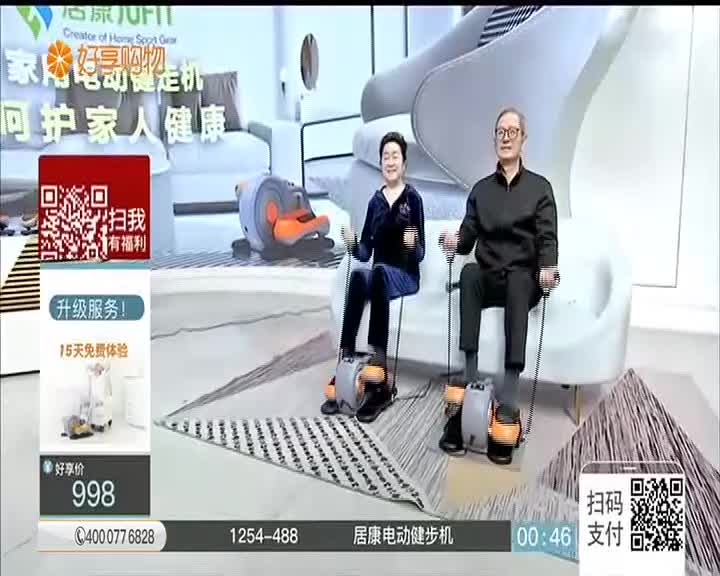 居康JUFIT
Creator of Home Sport Gear
好享购物
家用电动健走机
呵护家人健康
扫我
有福利
升级服务!
15天免费体验
好享价
998
400 077 6828
1254-488
居康电动健步机
00:46
扫码
支付